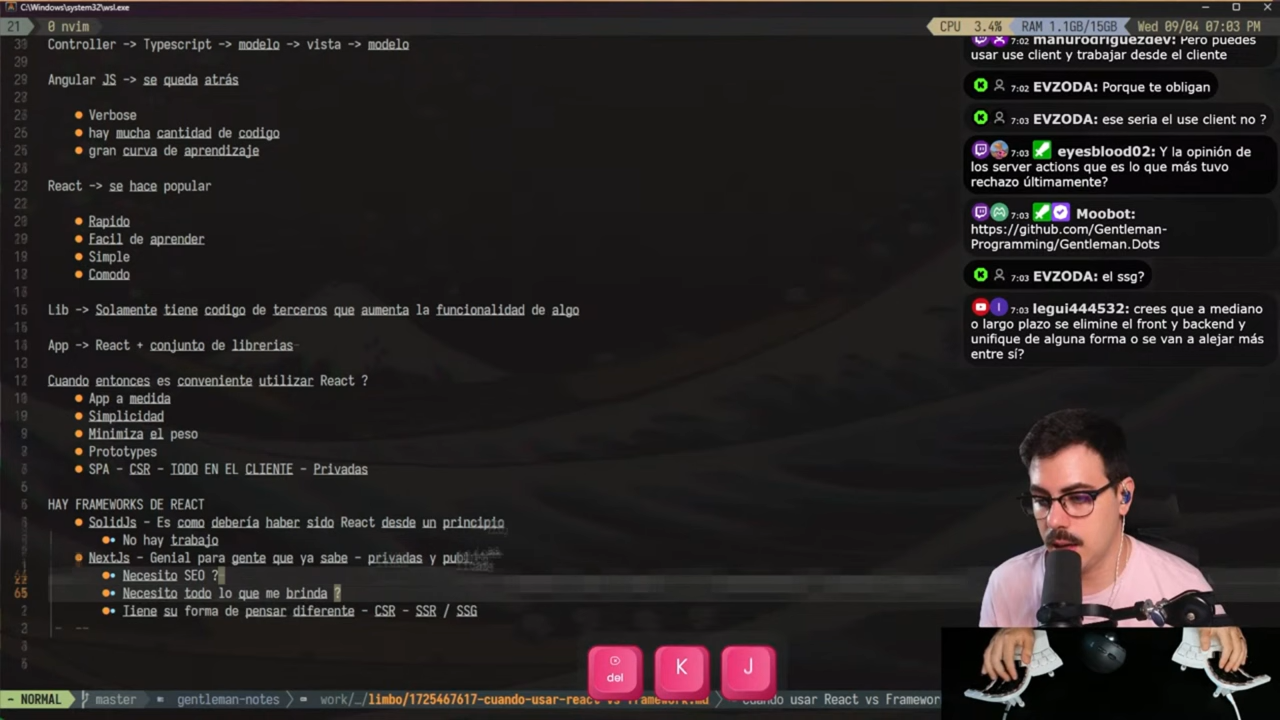 C:\Windows\system32\wsl.exe
21 0 nvim
CPU 3.4% RAM 1.1GB/15GB Wed 09/04 07:03 PM
Controller -> Typescript -> modelo -> vista -> modelo
Angular JS -> se queda atrás
Verbose
hay mucha cantidad de codigo
gran curva de aprendizaje
React -> se hace popular
Rapido
Facil de aprender
Simple
Comodo
Lib -> Solamente tiene codigo de terceros que aumenta la funcionalidad de algo
App -> React + conjunto de librerias
Cuando entonces es conveniente utilizar React ?
App a medida
Simplicidad
Minimiza el peso
Prototypes
SPA - CSR - TODO EN EL CLIENTE - Privadas
HAY FRAMEWORKS DE REACT
SolidJs - Es como debería haber sido React desde un principio
No hay trabajo
NextJs - Genial para gente que ya sabe - privadas y
Necesito SEO ?
65 Necesito todo lo que me brinda ?
Tiene su forma de pensar diferente - CSR - SSR / SSG
- NORMAL master gentleman-notes work/…/limbo/1725467617-cuando-usar-react vs framework.md cuando usar React vs Framewor
7:02 manurodriguezdev: Pero puedes
usar use client y trabajar desde el cliente
7:02 EVZODA: Porque te obligan
7:03 EVZODA: ese seria el use client no ?
7:03 eyesblood02: Y la opinión de
los server actions que es lo que más tuvo
rechazo últimamente?
7:03 Moobot:
https://github.com/Gentleman-
Programming/Gentleman.Dots
7:03 EVZODA: el ssg?
7:03 legui444532: crees que a mediano
o largo plazo se elimine el front y backend y
unifique de alguna forma o se van a alejar más
entre sí?
del K J